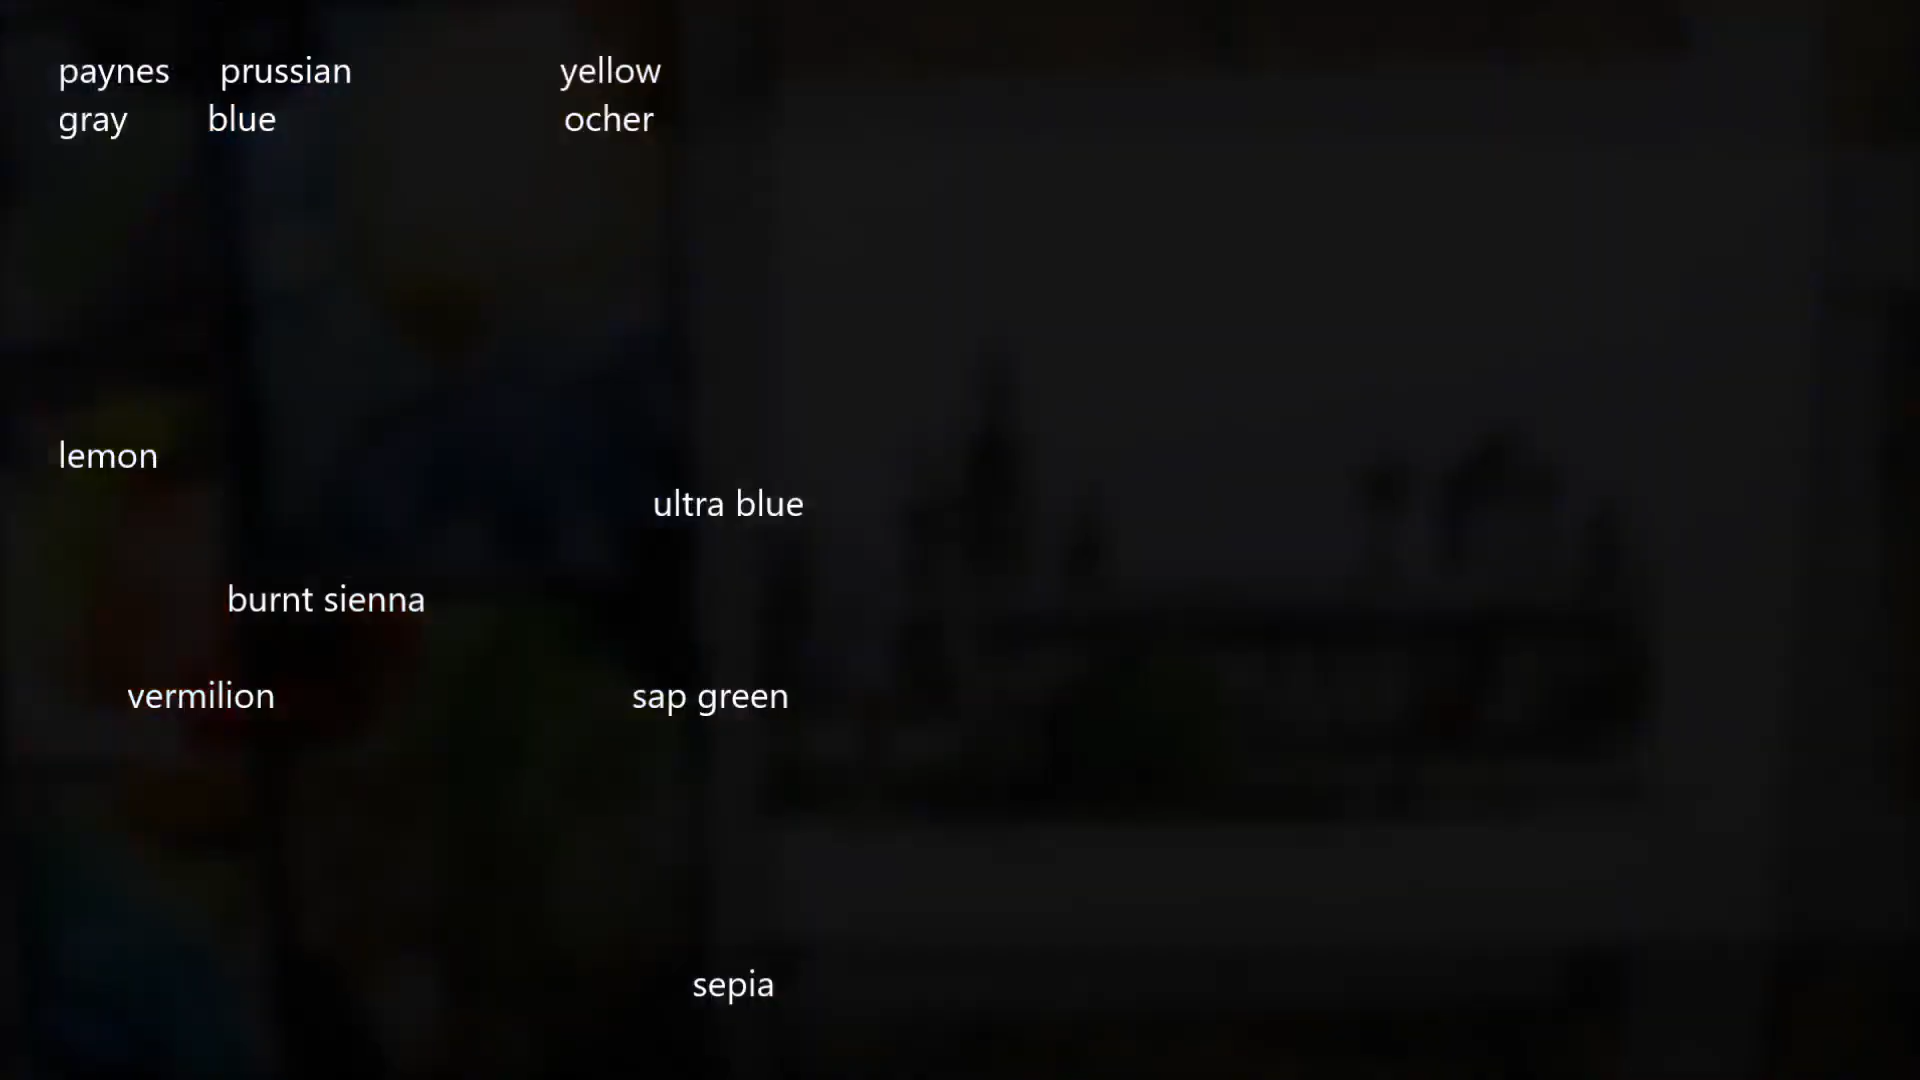 paynes prussian yellow
gray blue ocher
lemon
ultra blue
burnt sienna
vermilion sap green
sepia